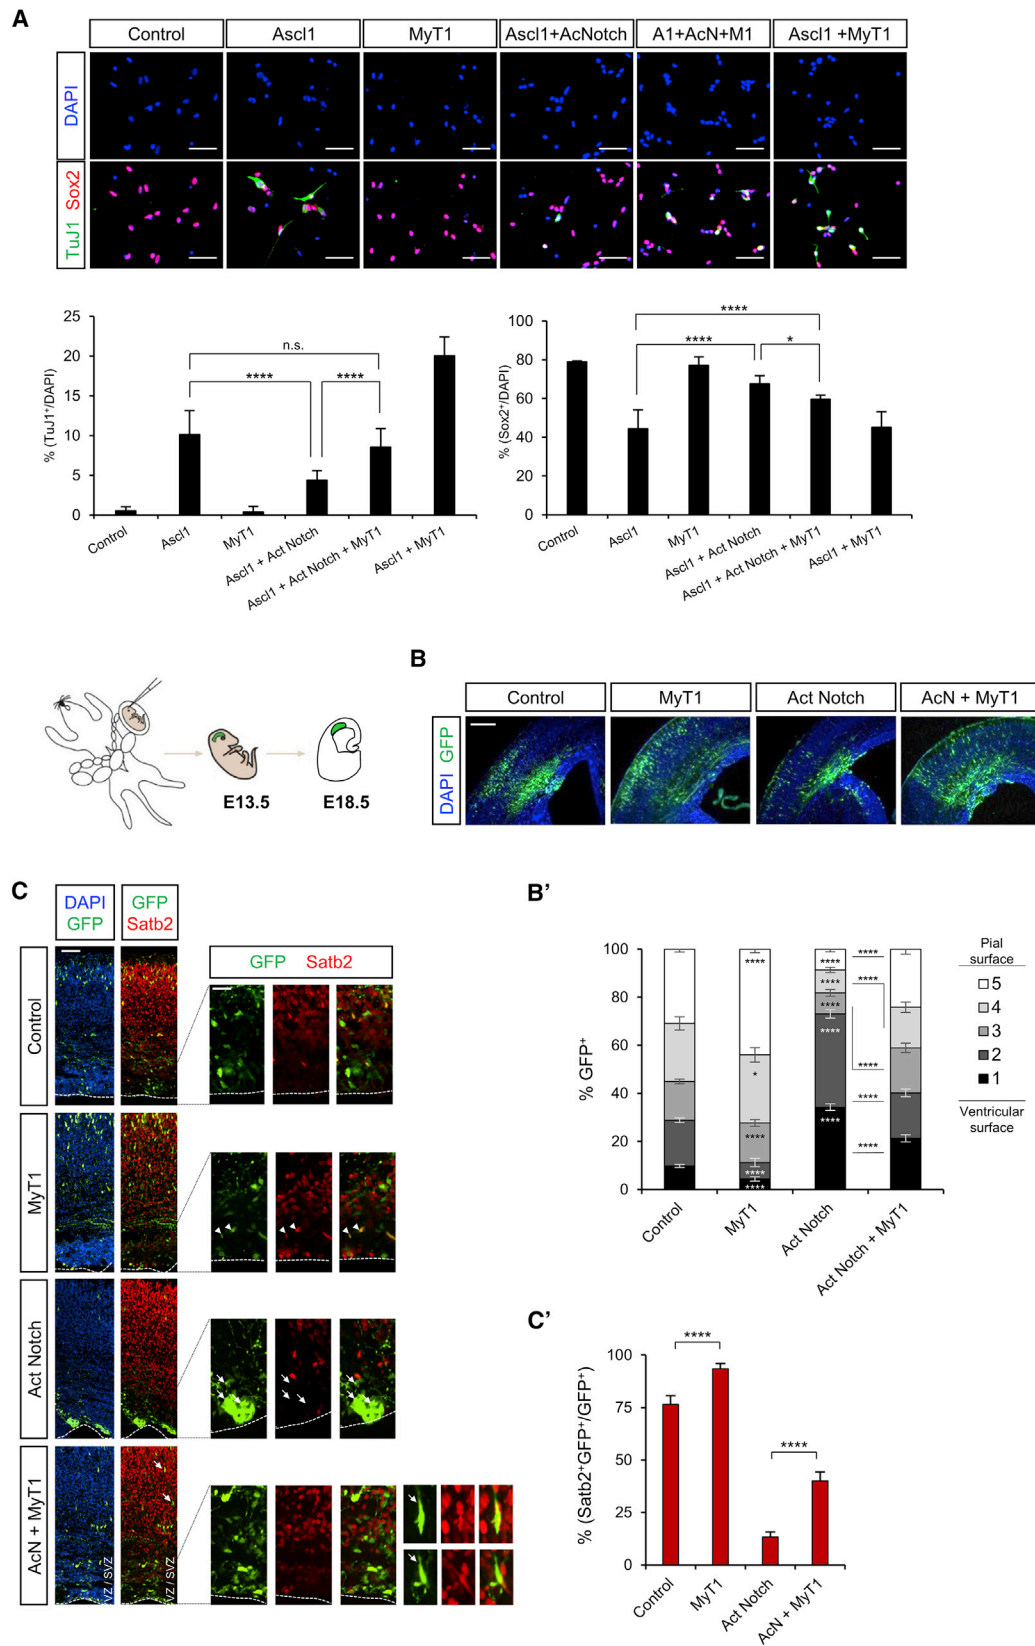 A
Control Ascl1 MyT1 Ascl1+AcNotch A1+AcN+M1 Ascl1 +MyT1
DAPI
TuJ1 Sox2
25
20
15
10
5
0
% (TuJ1⁺/DAPI)
n.s.
**** ****
Control Ascl1 MyT1 Ascl1 + Act Notch Ascl1 + Act Notch + MyT1 Ascl1 + MyT1
100
80
60
40
20
0
% (Sox2⁺/DAPI)
****
**** *
Control Ascl1 MyT1 Ascl1 + Act Notch Ascl1 + Act Notch + MyT1 Ascl1 + MyT1
E13.5 E18.5
B
Control MyT1 Act Notch AcN + MyT1
DAPI GFP
C
DAPI
GFP
GFP
Satb2
GFP Satb2
Control
MyT1
Act Notch
AcN + MyT1
VZ / SVZ
VZ / SVZ
B'
100
80
60
40
20
0
% GFP⁺
**** **** ****
**** ****
****
*
****
**** ****
**** ****
**** **** ****
Control MyT1 Act Notch Act Notch + MyT1
Pial
surface
5
4
3
2
1
Ventricular
surface
C'
100
75
50
25
0
% (Satb2⁺GFP⁺/GFP⁺)
****
****
Control MyT1 Act Notch AcN + MyT1